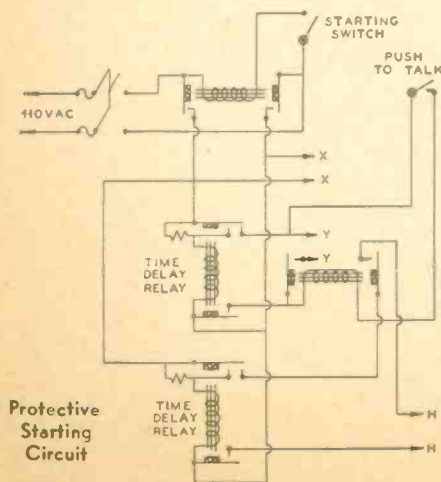 STARTING
SWITCH
PUSH
TO TALK
110VAC
X
X
Y
TIME
DELAY
RELAY
Y
TIME
DELAY
RELAY
Protective
Starting
Circuit
H
H